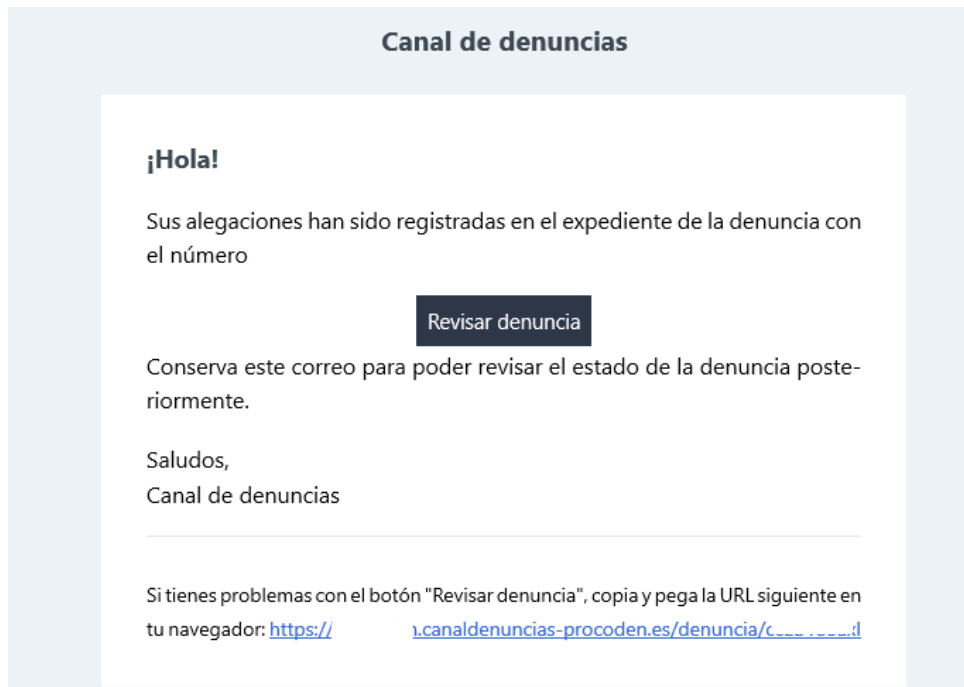 Canal de denuncias
¡Hola!
Sus alegaciones han sido registradas en el expediente de la denuncia con
el número
Revisar denuncia
Conserva este correo para poder revisar el estado de la denuncia poste-
riormente.
Saludos,
Canal de denuncias
Si tienes problemas con el botón "Revisar denuncia", copia y pega la URL siguiente en
tu navegador: https:// .canaldenuncias-procoden.es/denuncia/